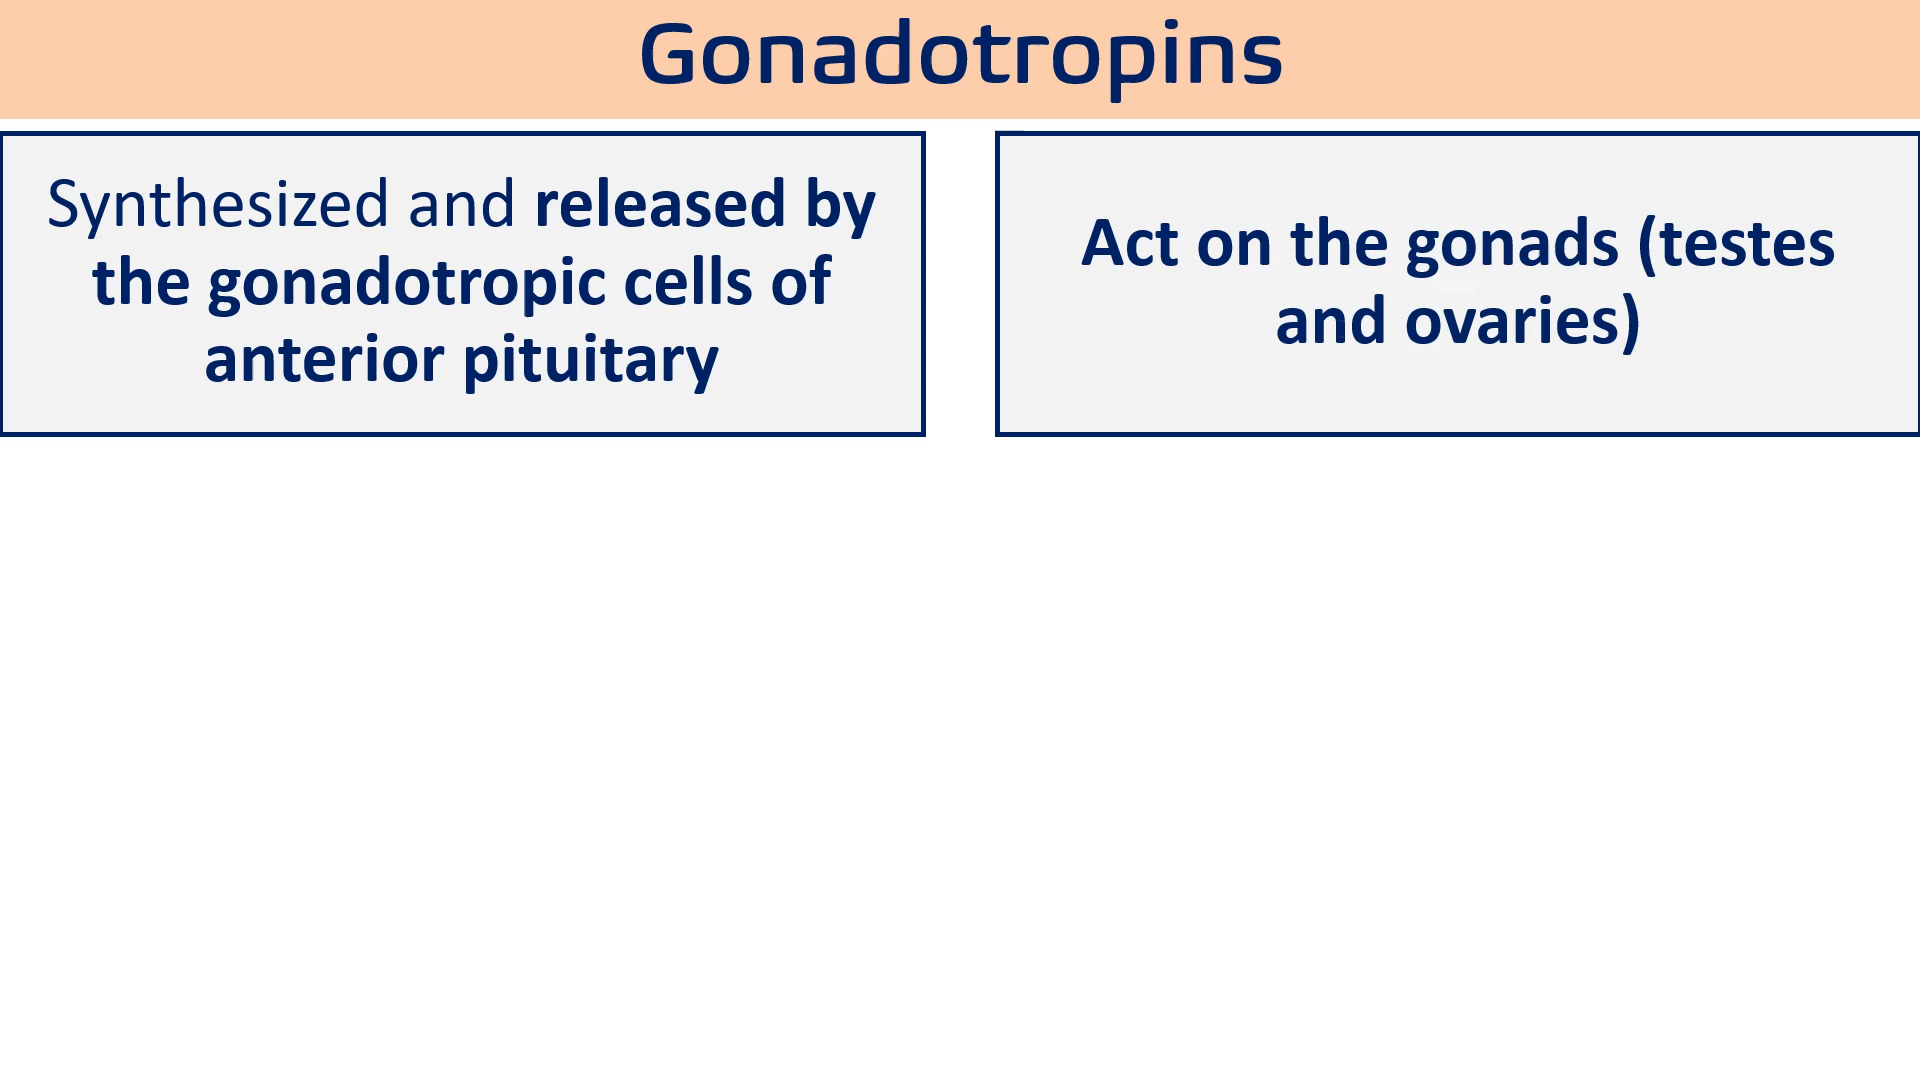 Gonadotropins
Synthesized and released by
the gonadotropic cells of
anterior pituitary
Act on the gonads (testes
and ovaries)